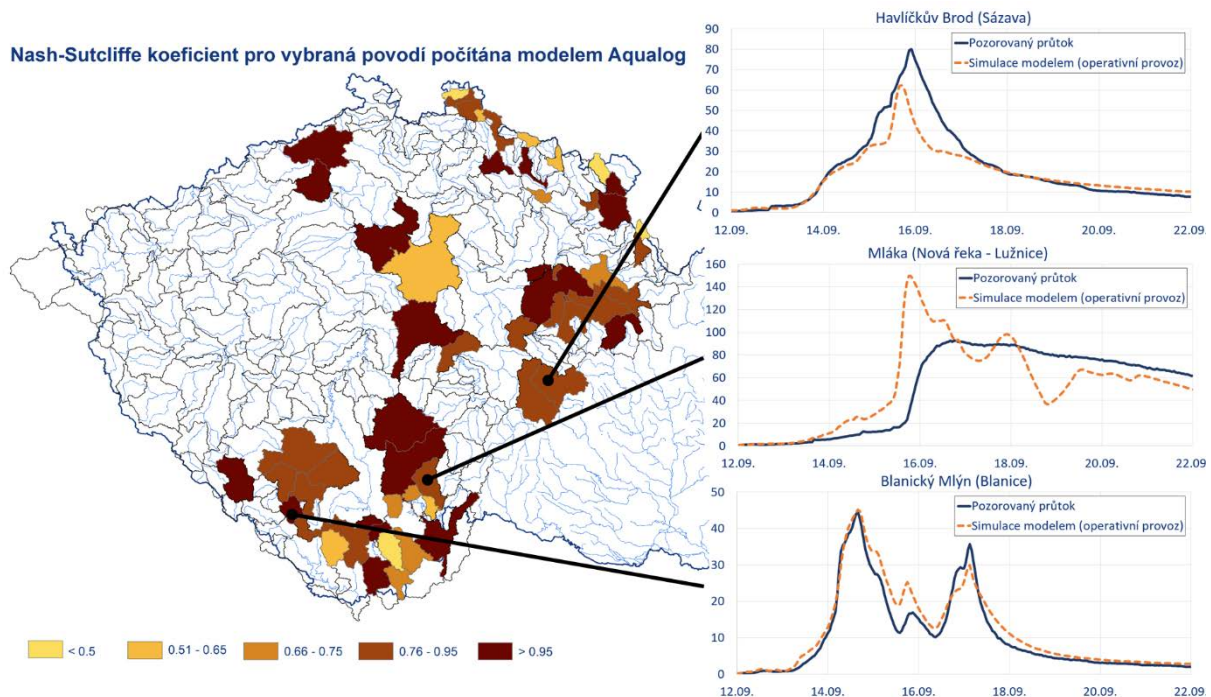 Nash-Sutcliffe koeficient pro vybraná povodí počítána modelem Aqualog
< 0.5
0.51 - 0.65
0.66 - 0.75
0.76 - 0.95
> 0.95
Havlíčkův Brod (Sázava)
Pozorovaný průtok
Simulace modelem (operativní provoz)
90
80
70
60
50
40
30
20
10
0
12.09. 14.09. 16.09. 18.09. 20.09. 22.09.
Mláka (Nová řeka - Lužnice)
Pozorovaný průtok
Simulace modelem (operativní provoz)
160
140
120
100
80
60
40
20
0
12.09. 14.09. 16.09. 18.09. 20.09. 22.09.
Blanický Mlýn (Blanice)
Pozorovaný průtok
Simulace modelem (operativní provoz)
50
40
30
20
10
0
12.09. 14.09. 16.09. 18.09. 20.09. 22.09.